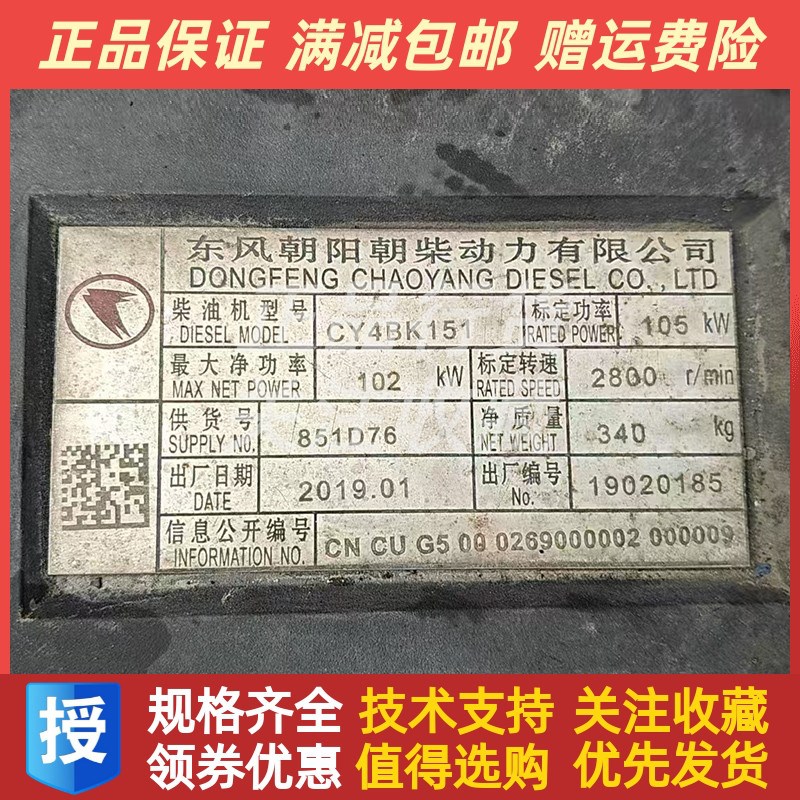 正品保证 满减包邮 赠运费险
东风朝阳朝柴动力有限公司
DONGFENG CHAOYANG DIESEL CO.,LTD
柴油机型号 CY4BK151 标定功率 105 kW
DIESEL MODEL RATED POWER
最大净功率 102 kW 标定转速 2800 r/min
MAX NET POWER RATED SPEED
供货号 851D76 净质量 340 kg
SUPPLY NO. NET WEIGHT
出厂日期 2019.01 出厂编号 19020185
DATE No.
信息公开编号 CN CU G5 00 0269000002 000009
INFORMATION NO.
授 规格齐全 技术支持 关注收藏
领券优惠 值得选购 优先发货